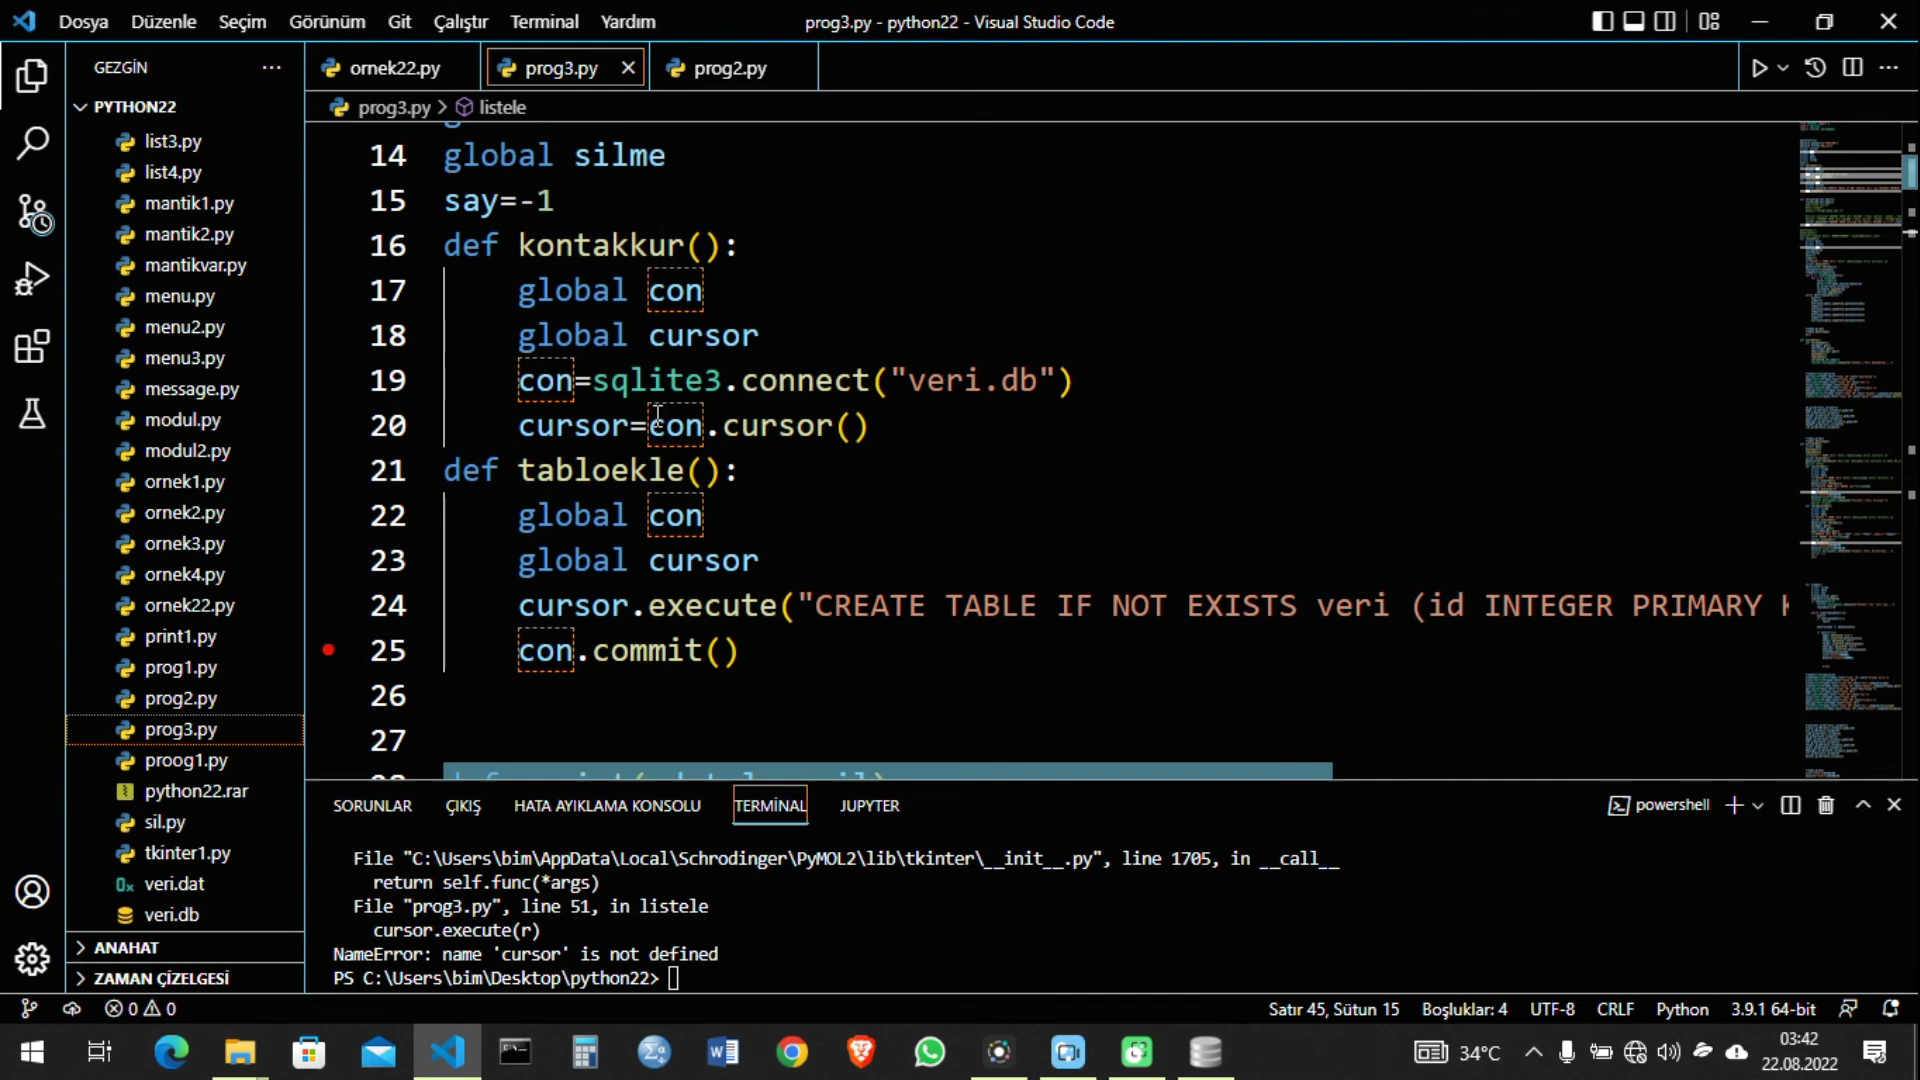 Dosya Düzenle Seçim Görünüm Git Çalıştır Terminal Yardım prog3.py - python22 - Visual Studio Code
GEZGİN
PYTHON22
list3.py
list4.py
mantik1.py
mantik2.py
mantikvar.py
menu.py
menu2.py
menu3.py
message.py
modul.py
modul2.py
ornek1.py
ornek2.py
ornek3.py
ornek4.py
ornek22.py
print1.py
prog1.py
prog2.py
prog3.py
proog1.py
python22.rar
sil.py
tkinter1.py
veri.dat
veri.db
ANAHAT
ZAMAN ÇİZELGESİ
ornek22.py prog3.py prog2.py
prog3.py > listele
14 global silme
15 say=-1
16 def kontakkur():
17 global con
18 global cursor
19 con=sqlite3.connect("veri.db")
20 cursor=con.cursor()
21 def tabloekle():
22 global con
23 global cursor
24 cursor.execute("CREATE TABLE IF NOT EXISTS veri (id INTEGER PRIMARY
25 con.commit()
26
27
SORUNLAR ÇIKIŞ HATA AYIKLAMA KONSOLU TERMİNAL JUPYTER powershell
File "C:\Users\bim\AppData\Local\Schrodinger\PyMOL2\lib\tkinter\__init__.py", line 1705, in __call__
return self.func(*args)
File "prog3.py", line 51, in listele
cursor.execute(r)
NameError: name 'cursor' is not defined
PS C:\Users\bim\Desktop\python22>
0 0 Satır 45, Sütun 15 Boşluklar: 4 UTF-8 CRLF Python 3.9.1 64-bit
34°C 03:42
22.08.2022